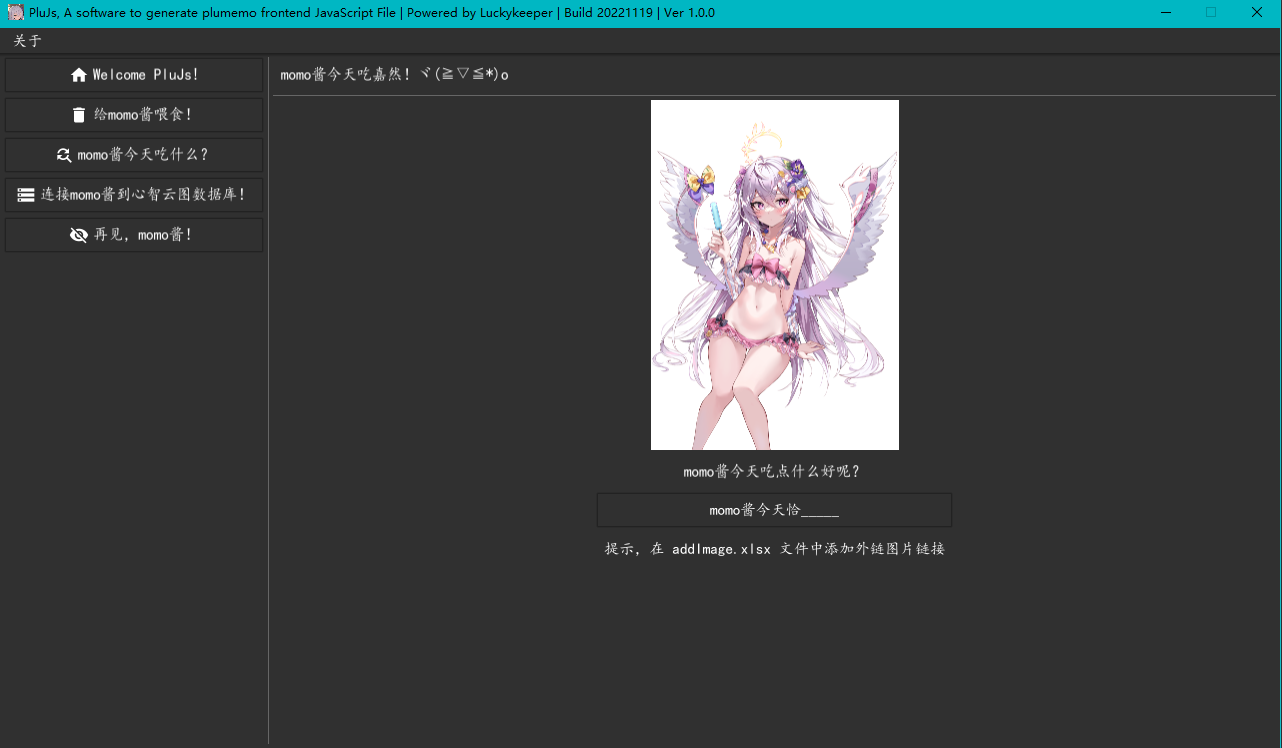 PluJs, A software to generate plumemo frontend JavaScript File | Powered by Luckykeeper | Build 20221119 | Ver 1.0.0
关于
Welcome PluJs!
给momo酱喂食!
momo酱今天吃什么?
连接momo酱到心智云图数据库!
再见, momo酱!
momo酱今天吃嘉然! ヾ(≧▽≦*)o
momo酱今天吃点什么好呢?
momo酱今天恰_____
提示, 在 addImage.xlsx 文件中添加外链图片链接